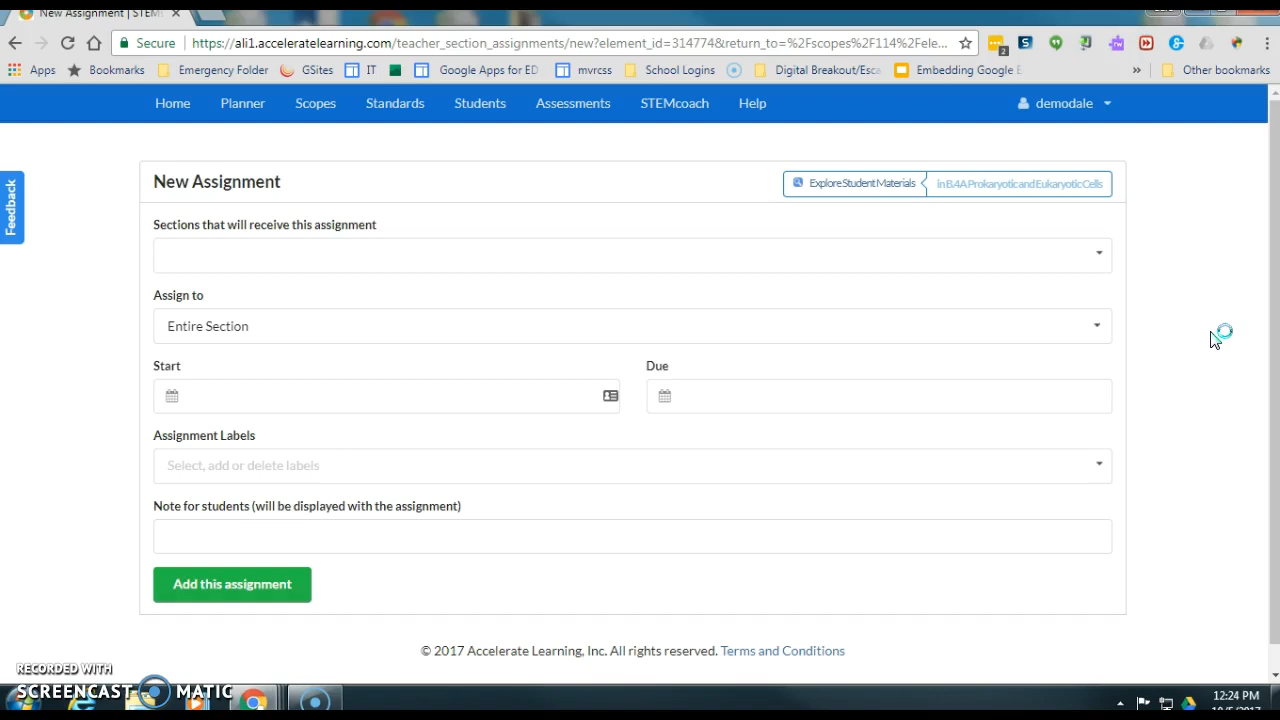 New Assignment | STEM
Secure https://ali1.acceleratelearning.com/teacher_section_assignments/new?element_id=314774&return_to=%2Fscopes%2F114%2Fele...
2
Apps Bookmarks Emergency Folder GSites IT Google Apps for ED mvrcss School Logins Digital Breakout/Esca Embedding Google E » Other bookmarks
Home Planner Scopes Standards Students Assessments STEMcoach Help demodale
Feedback
New Assignment
Explore Student Materials in B.4A Prokaryotic and Eukaryotic Cells
Sections that will receive this assignment
Assign to
Entire Section
Start Due
Assignment Labels
Select, add or delete labels
Note for students (will be displayed with the assignment)
Add this assignment
© 2017 Accelerate Learning, Inc. All rights reserved. Terms and Conditions
RECORDED WITH
SCREENCAST MATIC
12:24 PM
10/5/2017